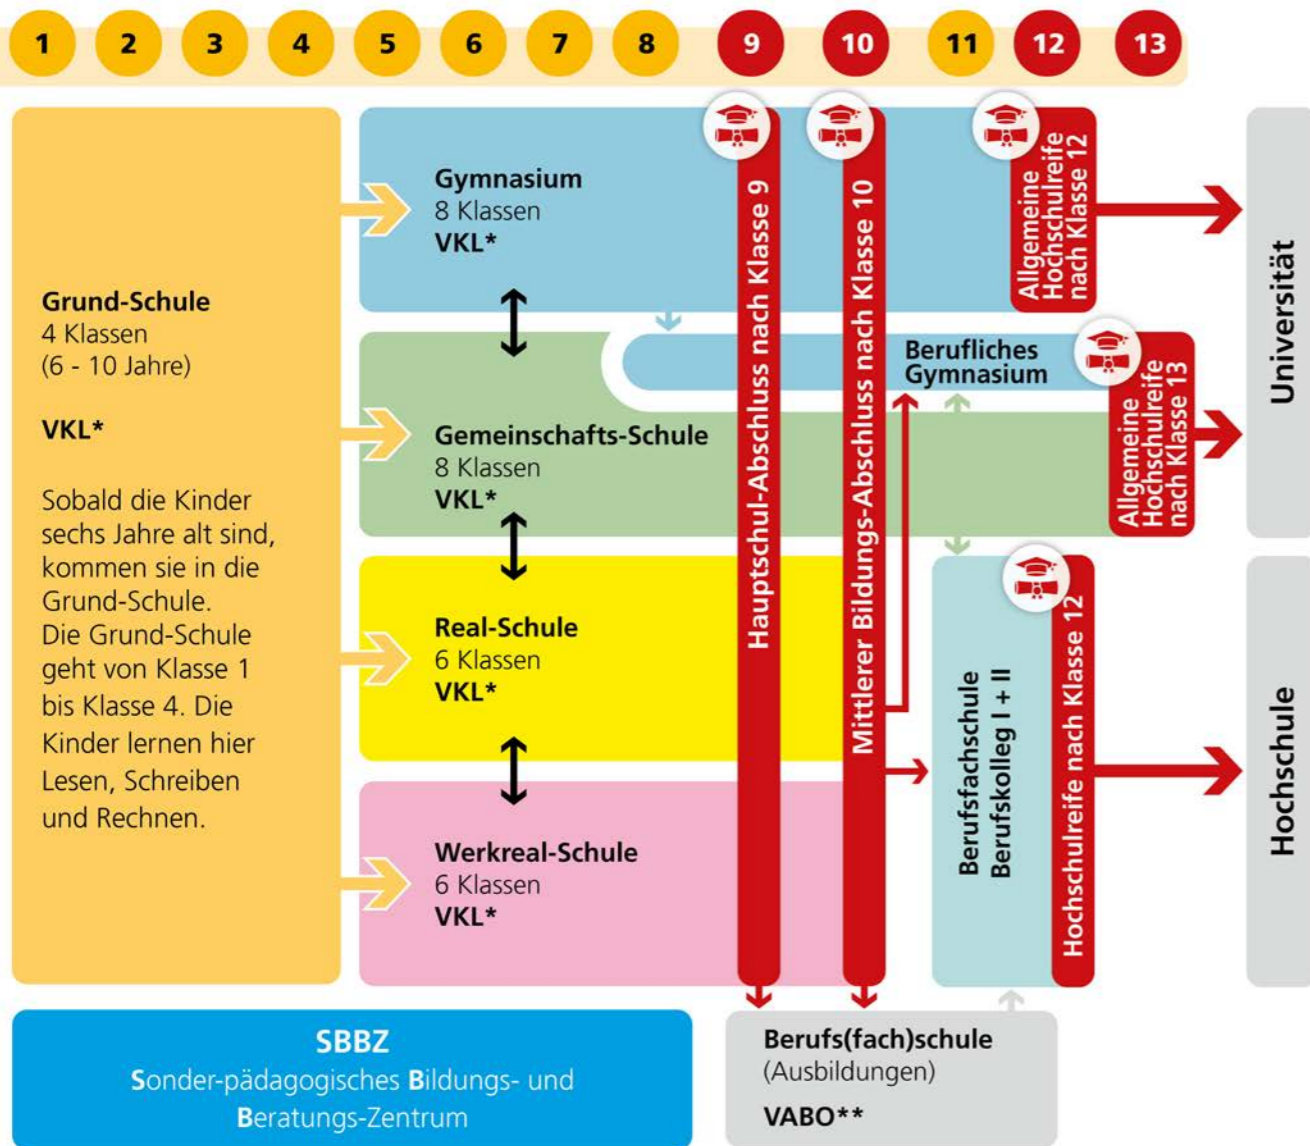 1 2 3 4 5 6 7 8 9 10 11 12 13
Grund-Schule
4 Klassen
(6 - 10 Jahre)
VKL*
Sobald die Kinder
sechs Jahre alt sind,
kommen sie in die
Grund-Schule.
Die Grund-Schule
geht von Klasse 1
bis Klasse 4. Die
Kinder lernen hier
Lesen, Schreiben
und Rechnen.
Gymnasium
8 Klassen
VKL*
Gemeinschafts-Schule
8 Klassen
VKL*
Real-Schule
6 Klassen
VKL*
Werkreal-Schule
6 Klassen
VKL*
Hauptschul-Abschluss nach Klasse 9
Mittlerer Bildungs-Abschluss nach Klasse 10
Berufliches
Gymnasium
Allgemeine
Hochschulreife
nach Klasse 12
Allgemeine
Hochschulreife
nach Klasse 13
Berufsfachschule
Berufskolleg I + II
Hochschulreife nach Klasse 12
Universität
Hochschule
SBBZ
Sonder-pädagogisches Bildungs- und
Beratungs-Zentrum
Berufs(fach)schule
(Ausbildungen)
VABO**